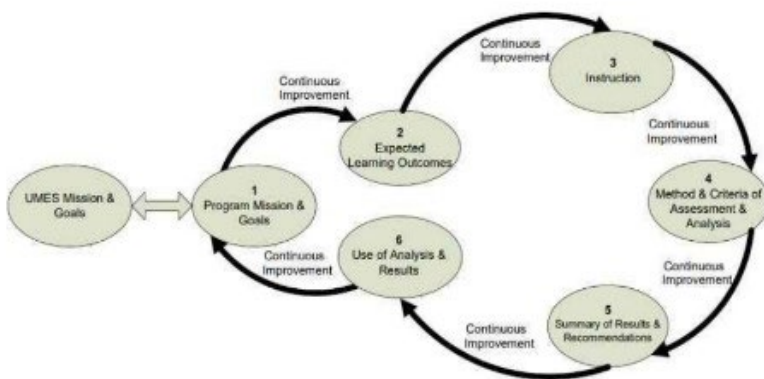 UMES Mission &
Goals
1
Program Mission &
Goals
Continuous
Improvement
2
Expected
Learning Outcomes
Continuous
Improvement
3
Instruction
Continuous
Improvement
4
Method & Criteria of
Assessment &
Analysis
Continuous
Improvement
5
Summary of Results &
Recommendations
Continuous
Improvement
6
Use of Analysis &
Results
Continuous
Improvement